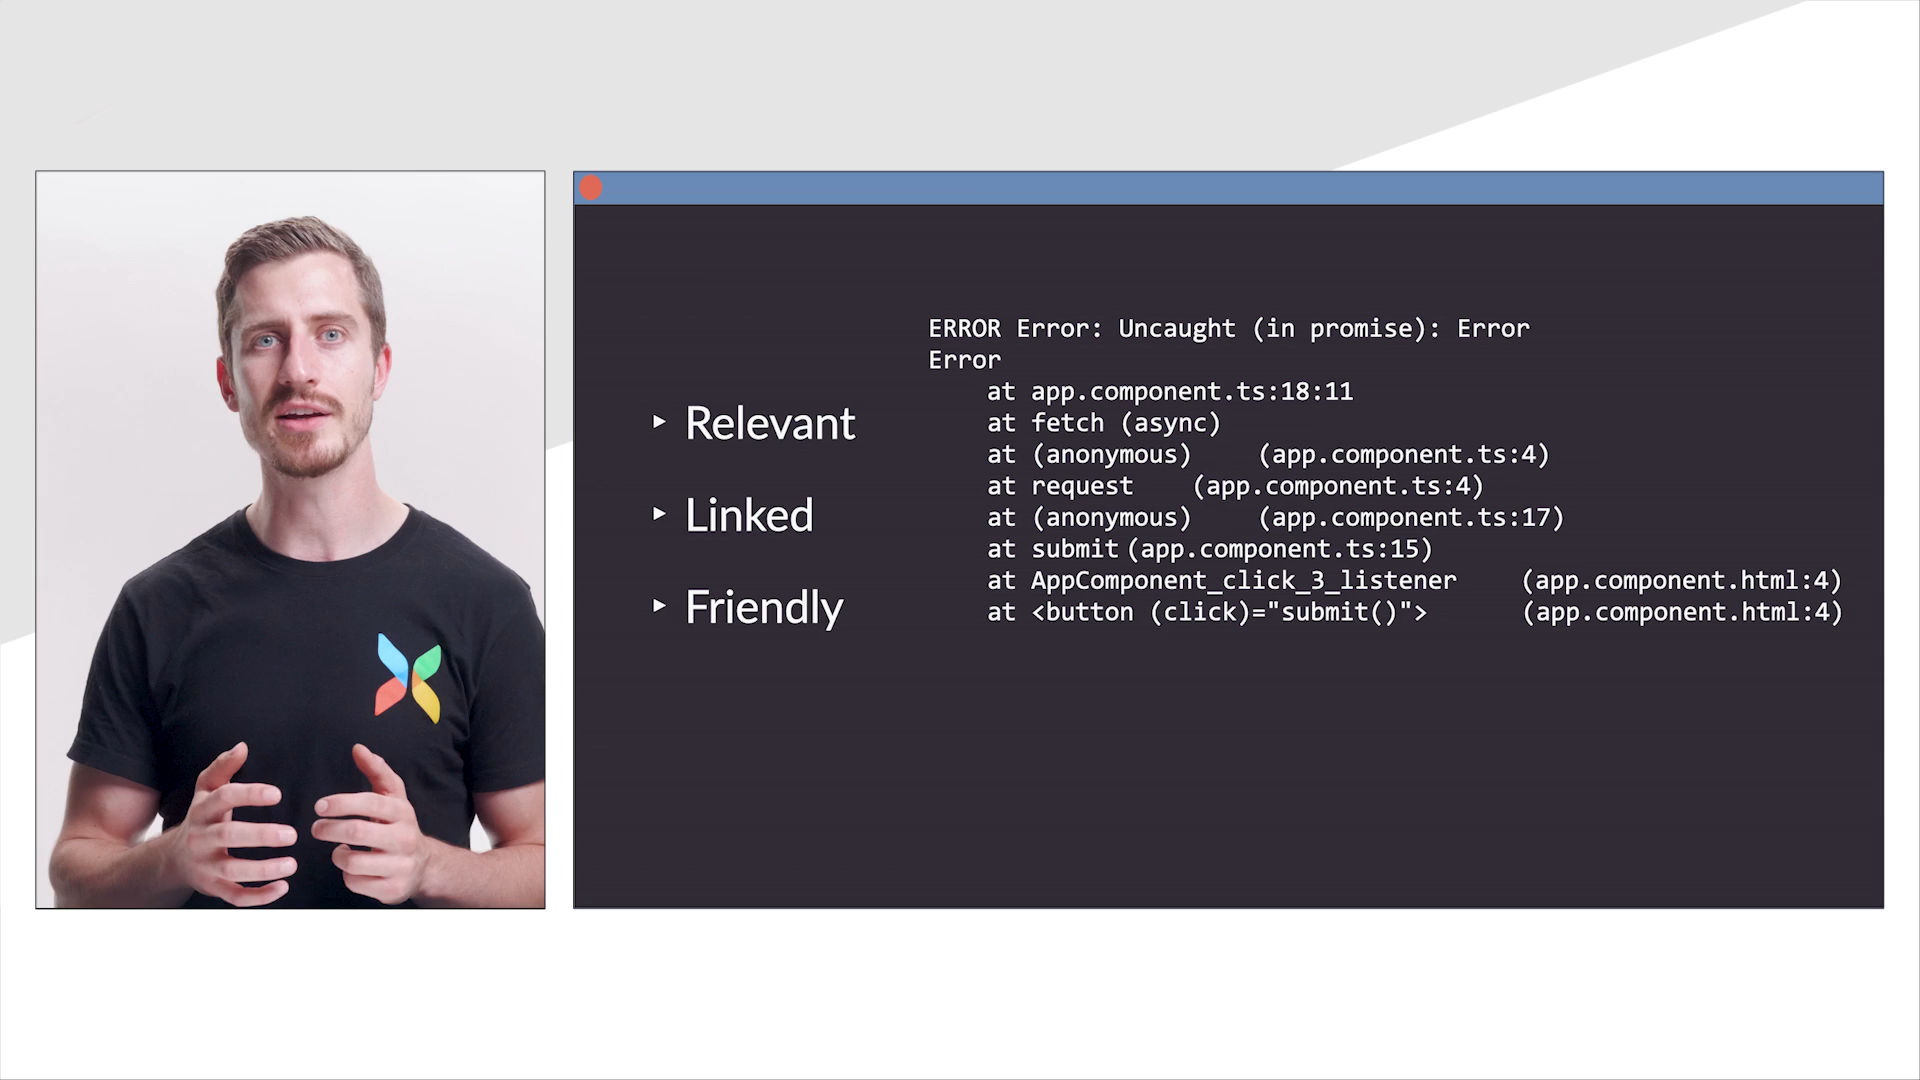 Relevant
Linked
Friendly
ERROR Error: Uncaught (in promise): Error
Error
at app.component.ts:18:11
at fetch (async)
at (anonymous) (app.component.ts:4)
at request (app.component.ts:4)
at (anonymous) (app.component.ts:17)
at submit (app.component.ts:15)
at AppComponent_click_3_listener (app.component.html:4)
at <button (click)="submit()"> (app.component.html:4)